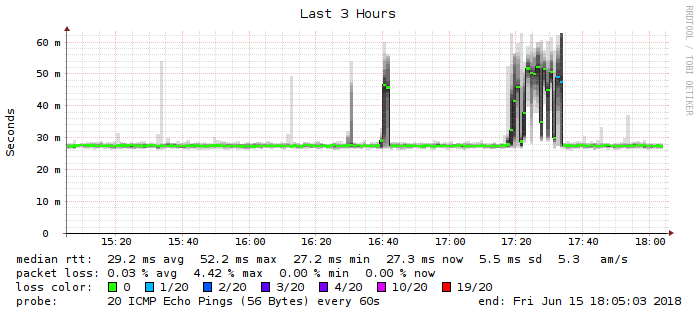 Last 3 Hours
RRDTOOL / TOBI OETIKER
Seconds
60 m
50 m
40 m
30 m
20 m
10 m
0
15:20 15:40 16:00 16:20 16:40 17:00 17:20 17:40 18:00
median rtt: 29.2 ms avg 52.2 ms max 27.2 ms min 27.3 ms now 5.5 ms sd 5.3 am/s
packet loss: 0.03 % avg 4.42 % max 0.00 % min 0.00 % now
loss color: 0 1/20 2/20 3/20 4/20 10/20 19/20
probe: 20 ICMP Echo Pings (56 Bytes) every 60s end: Fri Jun 15 18:05:03 2018